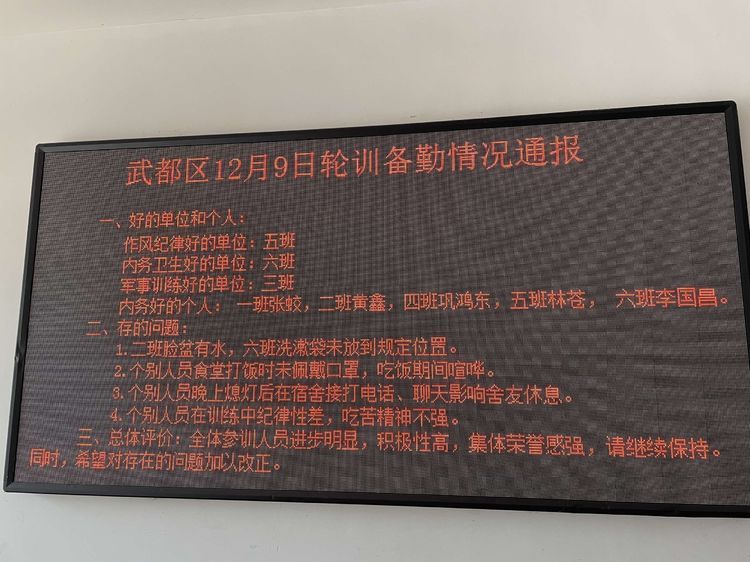 武都区12月9日轮训备勤情况通报
一、好的单位和个人：
作风纪律好的单位：五班
内务卫生好的单位：六班
军事训练好的单位：三班
内务好的个人： 一班张蛟，二班黄鑫，四班巩鸿东，五班林苍， 六班李国昌。
二、存的问题：
1.二班脸盆有水，六班洗漱袋未放到规定位置。
2.个别人员食堂打饭时未佩戴口罩，吃饭期间喧哗。
3.个别人员晚上熄灯后在宿舍接打电话、聊天影响舍友休息。
4.个别人员在训练中纪律性差，吃苦精神不强。
三、总体评价：全体参训人员进步明显，积极性高，集体荣誉感强，请继续保持。
同时，希望对存在的问题加以改正。